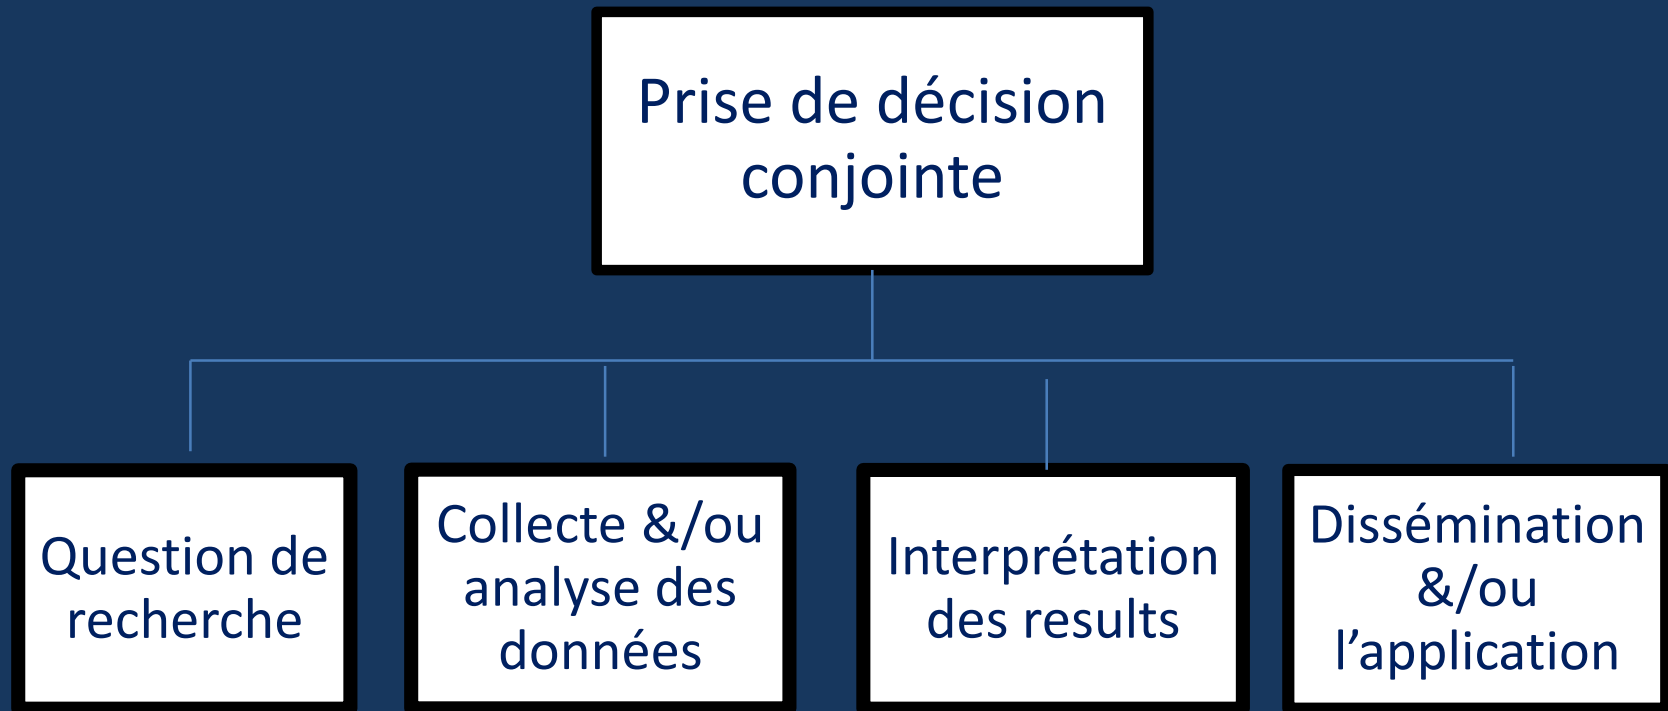 Prise de décision
conjointe
Question de
recherche
Collecte &/ou
analyse des
données
Interprétation
des results
Dissémination
&/ou
l’application